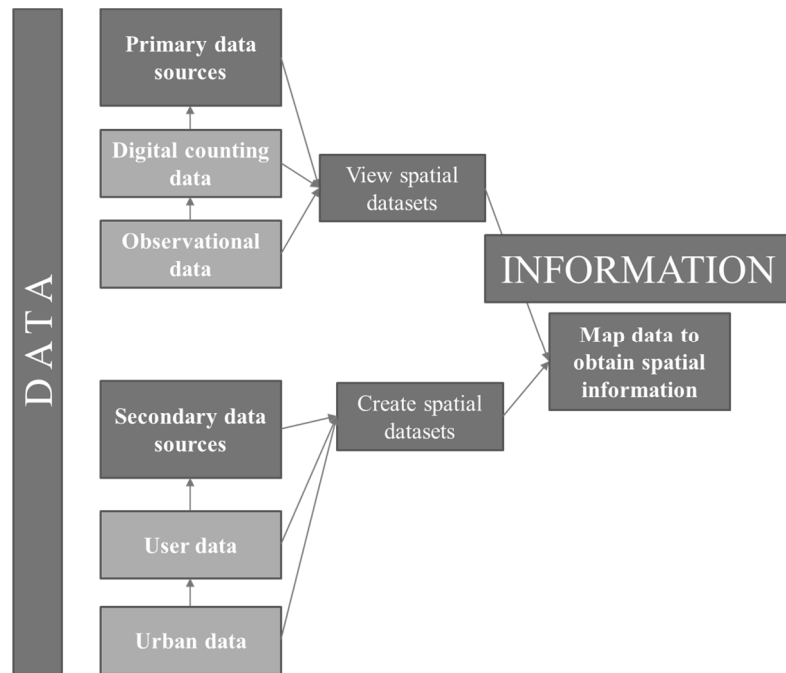 DATA
Primary data
sources
Digital counting
data
Observational
data
View spatial
datasets
INFORMATION
Map data to
obtain spatial
information
Secondary data
sources
Create spatial
datasets
User data
Urban data